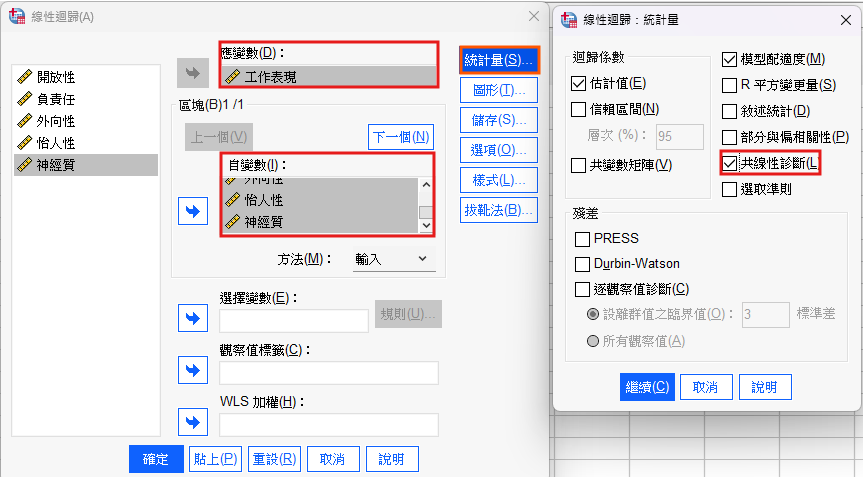 線性迴歸(A)
開放性
負責任
外向性
怡人性
神經質
應變數(D)：
工作表現
區塊(B)1 /1
上一個(V)
下一個(N)
自變數(I)：
外向性
怡人性
神經質
方法(M)：
輸入
選擇變數(E)：
規則(U)...
觀察值標籤(C)：
WLS 加權(H)：
統計量(S)...
圖形(T)...
儲存(S)...
選項(O)...
樣式(L)...
拔靴法(B)...
確定
貼上(P)
重設(R)
取消
說明
線性迴歸：統計量
迴歸係數
估計值(E)
信賴區間(N)
層次 (%)：
95
共變數矩陣(V)
模型配適度(M)
R 平方變更量(S)
敘述統計(D)
部分與偏相關性(P)
共線性診斷(L
選取準則
殘差
PRESS
Durbin-Watson
逐觀察值診斷(C)
設離群值之臨界值(O)：
3
標準差
所有觀察值(A)
繼續(C)
取消
說明